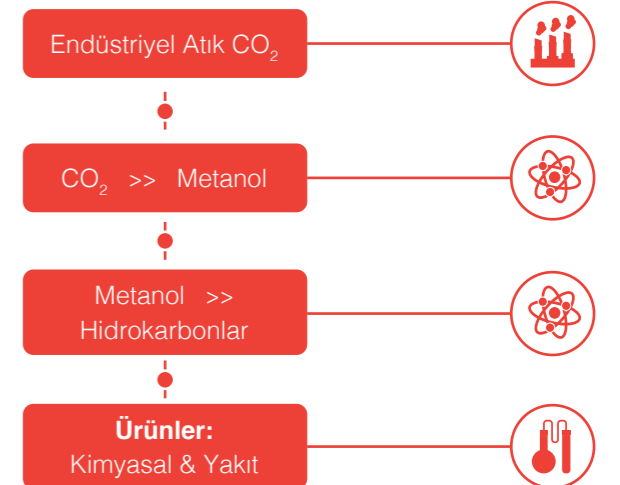 Endüstriyel Atık CO₂
CO₂ >> Metanol
Metanol >>
Hidrokarbonlar
Ürünler:
Kimyasal & Yakıt